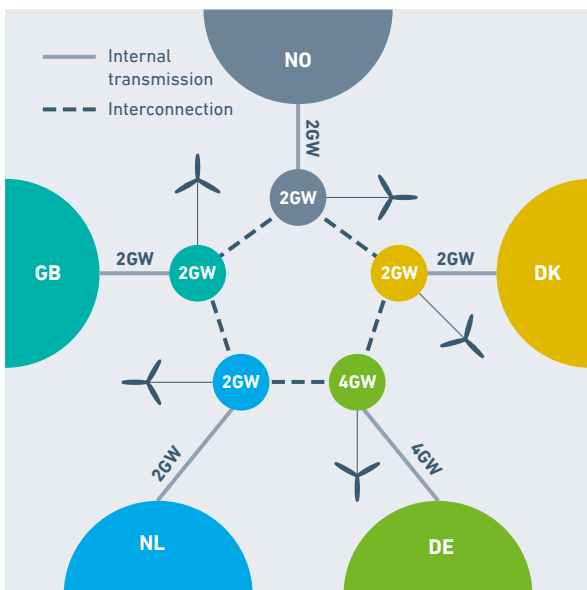 NO
Internal
transmission
Interconnection
2GW
2GW
GB
2GW
2GW
2GW
2GW
DK
2GW
4GW
2GW
4GW
NL
DE